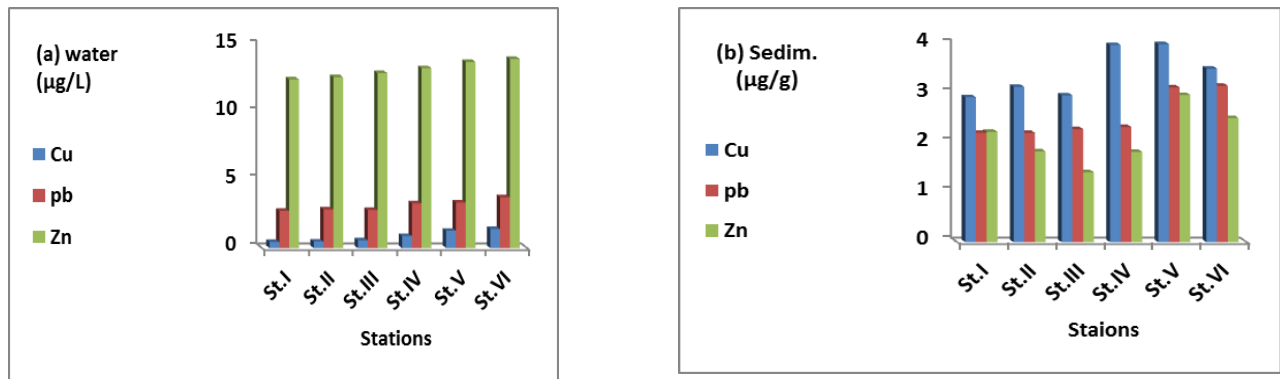 (a) water
(µg/L)
Cu
pb
Zn
15
10
5
0
St.I
St.II
St.III
St.IV
St.V
St.VI
Stations
(b) Sedim.
(µg/g)
Cu
Pb
Zn
4
3
2
1
0
St.I
St.II
St.III
St.IV
St.V
St.VI
Staions